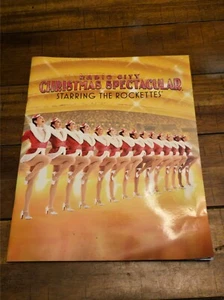 RADIO CITY
CHRISTMAS SPECTACULAR
STARRING THE ROCKETTES